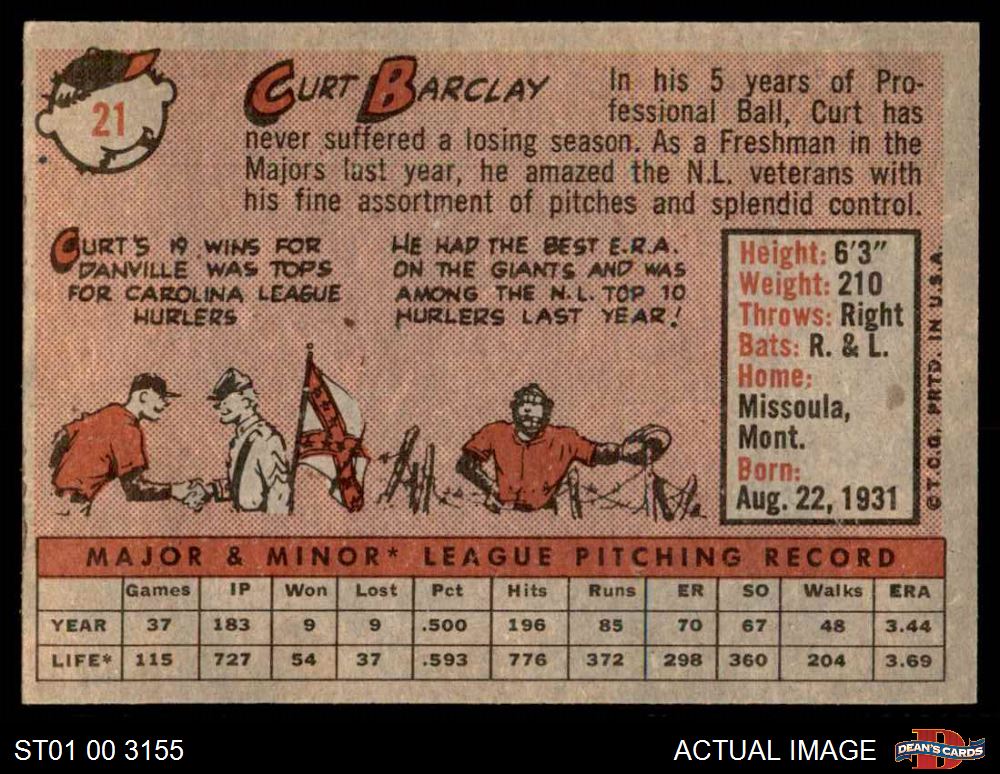 21
CURT BARCLAY
In his 5 years of Pro-
fessional Ball, Curt has
never suffered a losing season. As a Freshman in the
Majors last year, he amazed the N.L. veterans with
his fine assortment of pitches and splendid control.
CURT'S 19 WINS FOR
DANVILLE WAS TOPS
FOR CAROLINA LEAGUE
HURLERS
HE HAD THE BEST E.R.A.
ON THE GIANTS AND WAS
AMONG THE N.L. TOP 10
HURLERS LAST YEAR!
Height: 6'3"
Weight: 210
Throws: Right
Bats: R. & L.
Home:
Missoula,
Mont.
Born:
Aug. 22, 1931
©T.C.G. PRTD. IN U.S.A.
MAJOR & MINOR* LEAGUE PITCHING RECORD
Games IP Won Lost Pct Hits Runs ER SO Walks ERA
YEAR 37 183 9 9 .500 196 85 70 67 48 3.44
LIFE* 115 727 54 37 .593 776 372 298 360 204 3.69
ST01 00 3155
ACTUAL IMAGE
D
DEAN'S CARDS